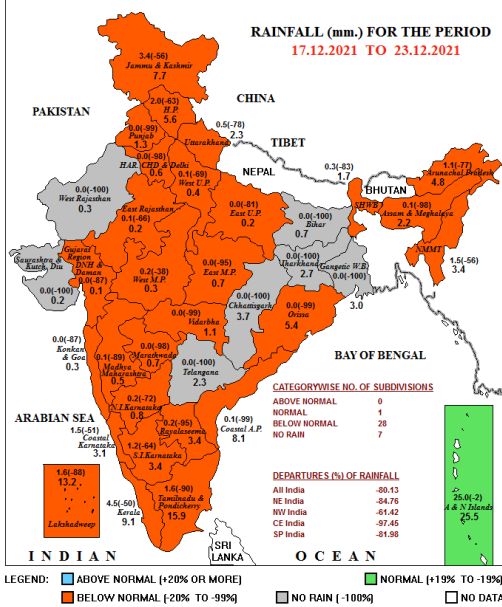 RAINFALL (mm.) FOR THE PERIOD
17.12.2021 TO 23.12.2021
3.4(-56)
Jammu & Kashmir
7.7
2.0(-63)
H.P.
5.6
PAKISTAN
CHINA
0.0(-99)
Punjab
1.3
0.5(-78)
2.3
Uttarakhand
TIBET
0.0(-98)
HAR. CHD & Delhi
0.6
0.1(-69)
West U.P.
0.4
NEPAL
0.3(-83)
1.7
1.1(-77)
Arunachal Pradesh
4.8
BHUTAN
0.0(-100)
West Rajasthan
0.3
East Rajasthan
0.1(-66)
0.2
0.0(-81)
East U.P.
0.2
0.0(-100)
Bihar
0.7
SHWB
0.1(-98)
Assam & Meghalaya
2.2
NMMT
1.5(-56)
3.4
Saurashtra &
Kutch, Diu
0.0(-100)
0.2
Gujarat
Region
DNH &
Daman
0.0(-87)
0.1
0.2(-38)
West M.P.
0.3
0.0(-95)
East M.P.
0.7
0.0(-100)
Jharkhand
2.7
Gangetic W.B.
0.0(-100)
3.0
0.0(-100)
Chhattisgarh
3.7
0.0(-99)
Orissa
5.4
0.0(-99)
Vidarbha
1.1
0.0(-87)
Konkan
& Goa
0.3
0.1(-89)
Madhya
Maharashtra
0.5
0.0(-98)
Marathwada
0.7
0.0(-100)
Telangana
2.3
BAY OF BENGAL
0.2(-72)
N.I.Karnataka
0.8
0.2(-95)
Rayalaseema
3.4
0.1(-99)
Coastal A.P.
8.1
ARABIAN SEA
1.5(-51)
Coastal
Karnataka
3.1
1.2(-64)
S.I.Karnataka
3.4
CATEGORYWISE NO. OF SUBDIVISIONS
ABOVE NORMAL 0
NORMAL 1
BELOW NORMAL 28
NO RAIN 7
1.6(-88)
13.2
Lakshadweep
4.5(-50)
Kerala
9.1
1.6(-90)
Tamilnadu &
Pondicherry
15.9
DEPARTURES (%) OF RAINFALL
All India -80.13
NE India -84.76
NW India -61.42
CE India -97.45
SP India -81.98
25.0(-2)
A & N Islands
25.5
SRI
LANKA
INDIAN OCEAN
LEGEND: ABOVE NORMAL (+20% OR MORE) NORMAL (+19% TO -19%)
BELOW NORMAL (-20% TO -99%) NO RAIN ( -100%) NO DATA